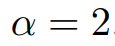 α = 2.